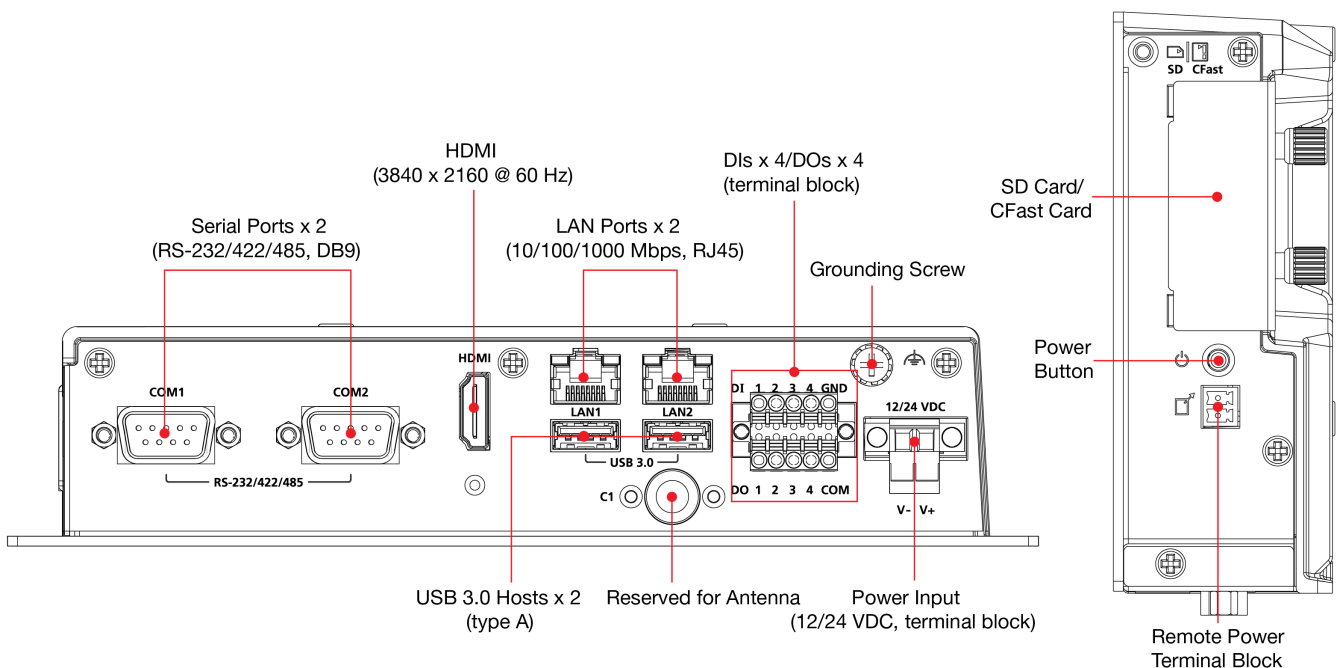 SD CFast
HDMI
(3840 x 2160 @ 60 Hz)
DIs x 4/DOs x 4
(terminal block)
SD Card/
CFast Card
Serial Ports x 2
(RS-232/422/485, DB9)
LAN Ports x 2
(10/100/1000 Mbps, RJ45)
Grounding Screw
Power
Button
HDMI
COM1
COM2
LAN1
LAN2
DI 1 2 3 4 GND
12/24 VDC
USB 3.0
RS-232/422/485
C1
DO 1 2 3 4 COM
V- V+
USB 3.0 Hosts x 2
(type A)
Reserved for Antenna
Power Input
(12/24 VDC, terminal block)
Remote Power
Terminal Block